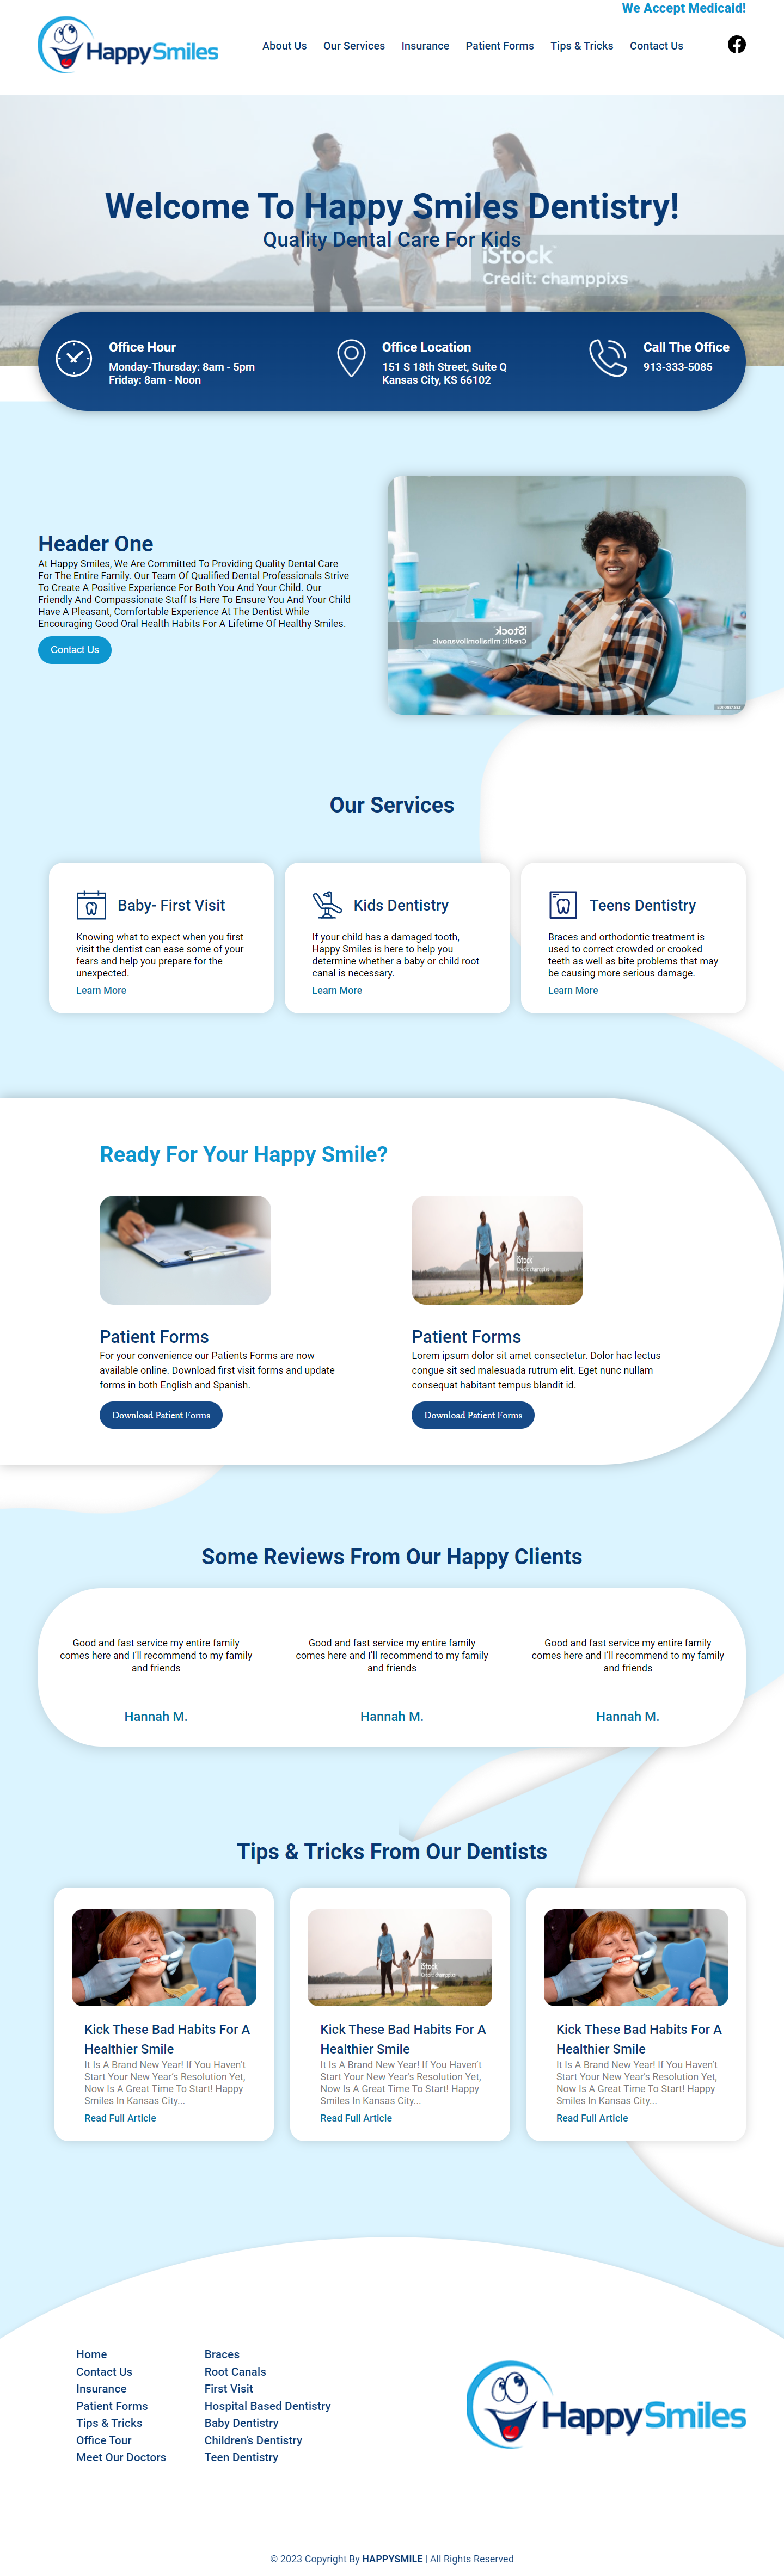 We Accept Medicaid!
HappySmiles
About Us
Our Services
Insurance
Patient Forms
Tips & Tricks
Contact Us
Welcome To Happy Smiles Dentistry!
Quality Dental Care For Kids
iStock
Credit: champpixs
Office Hour
Monday-Thursday: 8am - 5pm
Friday: 8am - Noon
Office Location
151 S 18th Street, Suite Q
Kansas City, KS 66102
Call The Office
913-333-5085
Header One
At Happy Smiles, We Are Committed To Providing Quality Dental Care
For The Entire Family. Our Team Of Qualified Dental Professionals Strive
To Create A Positive Experience For Both You And Your Child. Our
Friendly And Compassionate Staff Is Here To Ensure You And Your Child
Have A Pleasant, Comfortable Experience At The Dentist While
Encouraging Good Oral Health Habits For A Lifetime Of Healthy Smiles.
Contact Us
iStock
Credit: mihailomilovanovic
Our Services
Baby- First Visit
Knowing what to expect when you first
visit the dentist can ease some of your
fears and help you prepare for the
unexpected.
Learn More
Kids Dentistry
If your child has a damaged tooth,
Happy Smiles is here to help you
determine whether a baby or child root
canal is necessary.
Learn More
Teens Dentistry
Braces and orthodontic treatment is
used to correct crowded or crooked
teeth as well as bite problems that may
be causing more serious damage.
Learn More
Ready For Your Happy Smile?
iStock
Credit: champpixs
Patient Forms
For your convenience our Patients Forms are now
available online. Download first visit forms and update
forms in both English and Spanish.
Download Patient Forms
Patient Forms
Lorem ipsum dolor sit amet consectetur. Dolor hac lectus
congue sit sed malesuada rutrum elit. Eget nunc nullam
consequat habitant tempus blandit id.
Download Patient Forms
Some Reviews From Our Happy Clients
Good and fast service my entire family
comes here and I'll recommend to my family
and friends
Hannah M.
Good and fast service my entire family
comes here and I'll recommend to my family
and friends
Hannah M.
Good and fast service my entire family
comes here and I'll recommend to my family
and friends
Hannah M.
Tips & Tricks From Our Dentists
Kick These Bad Habits For A
Healthier Smile
It Is A Brand New Year! If You Haven't
Start Your New Year's Resolution Yet,
Now Is A Great Time To Start! Happy
Smiles In Kansas City...
Read Full Article
iStock
Credit: champpixs
Kick These Bad Habits For A
Healthier Smile
It Is A Brand New Year! If You Haven't
Start Your New Year's Resolution Yet,
Now Is A Great Time To Start! Happy
Smiles In Kansas City...
Read Full Article
Kick These Bad Habits For A
Healthier Smile
It Is A Brand New Year! If You Haven't
Start Your New Year's Resolution Yet,
Now Is A Great Time To Start! Happy
Smiles In Kansas City...
Read Full Article
Home
Contact Us
Insurance
Patient Forms
Tips & Tricks
Office Tour
Meet Our Doctors
Braces
Root Canals
First Visit
Hospital Based Dentistry
Baby Dentistry
Children's Dentistry
Teen Dentistry
HappySmiles
© 2023 Copyright By HAPPYSMILE | All Rights Reserved